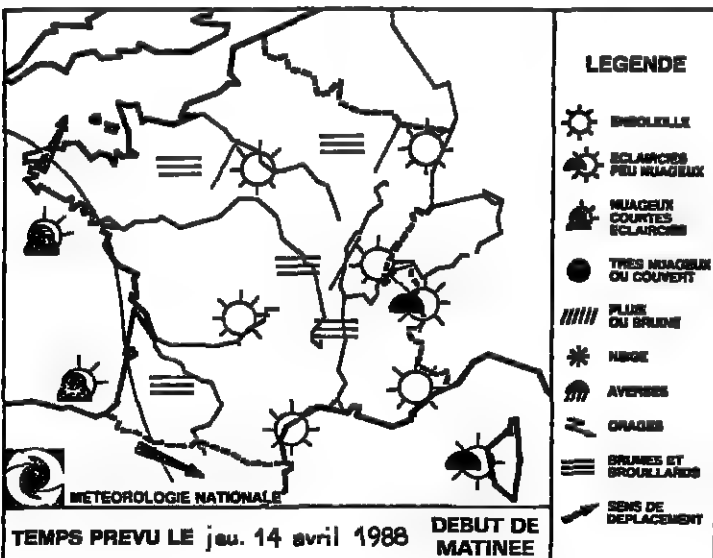 METEOROLOGIE NATIONALE
TEMPS PREVU LE jeu. 14 avril 1988 DEBUT DE
MATINEE
LEGENDE
ENSOLEILLE
ECLAIRCIES
PEU NUAGEUX
NUAGEUX
COURTES
ECLAIRCIES
TRES NUAGEUX
OU COUVERT
PLUIE
OU BRUINE
NEIGE
AVERSES
ORAGES
BRUMES ET
BROUILLARDS
SENS DE
DEPLACEMENT